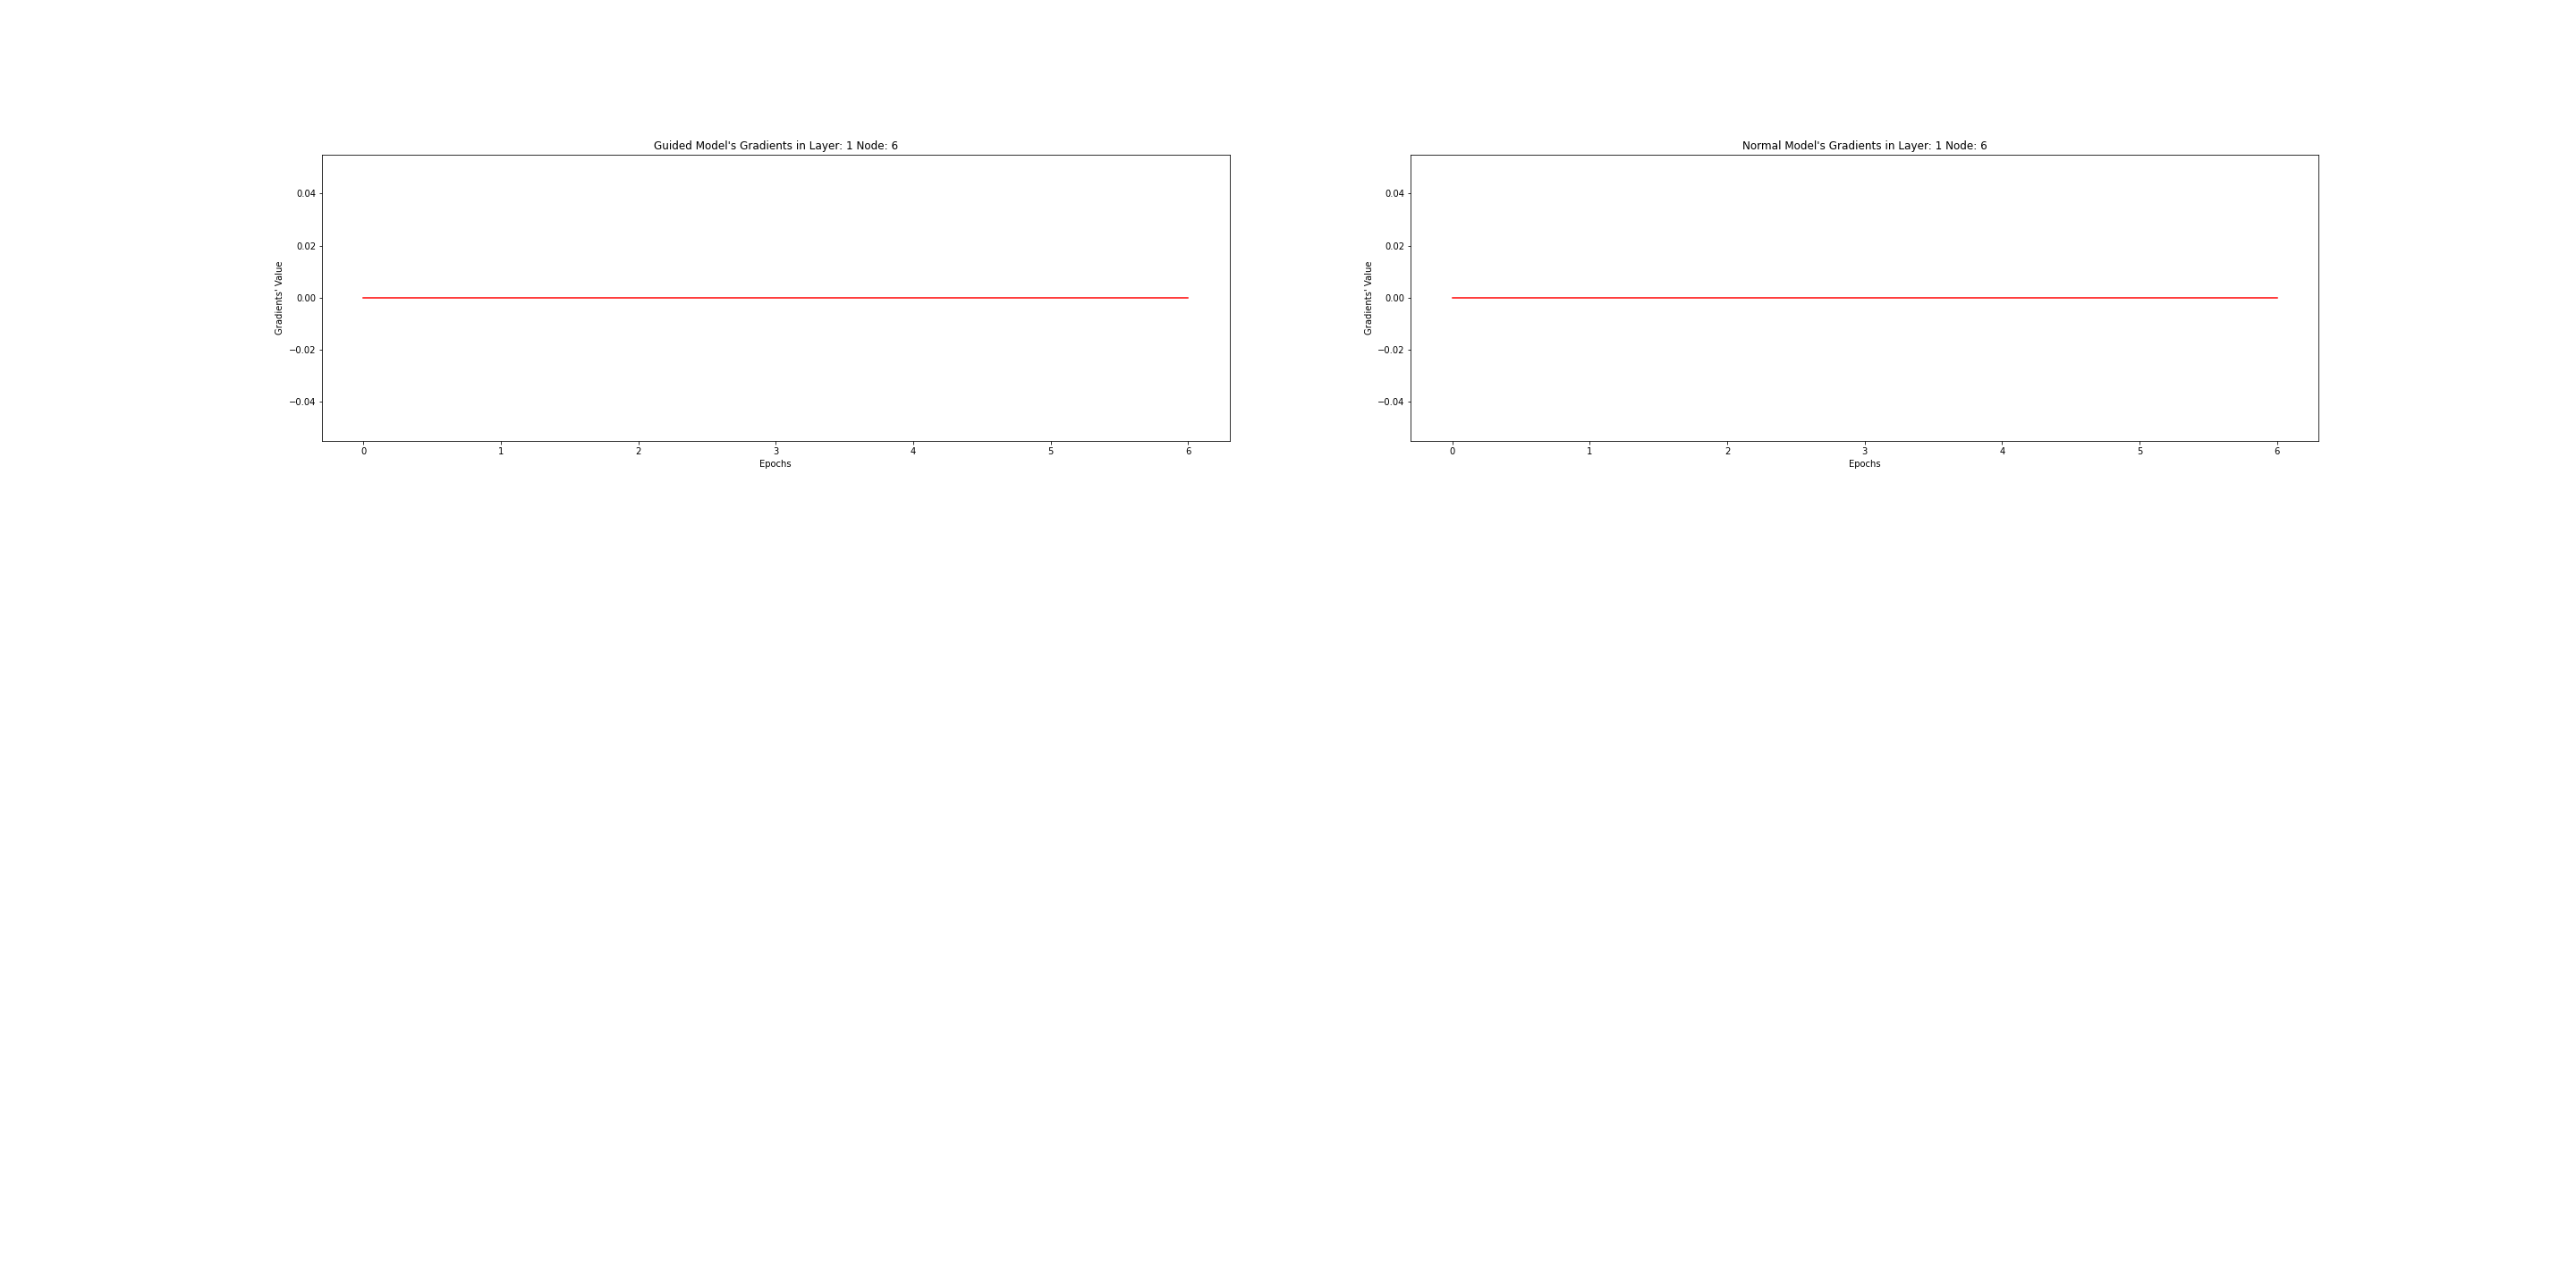 Guided Model's Gradients in Layer: 1 Node: 6
0.04
0.02
0.00
−0.02
−0.04
Gradients' Value
0 1 2 3 4 5 6
Epochs
Normal Model's Gradients in Layer: 1 Node: 6
0.04
0.02
0.00
−0.02
−0.04
Gradients' Value
0 1 2 3 4 5 6
Epochs